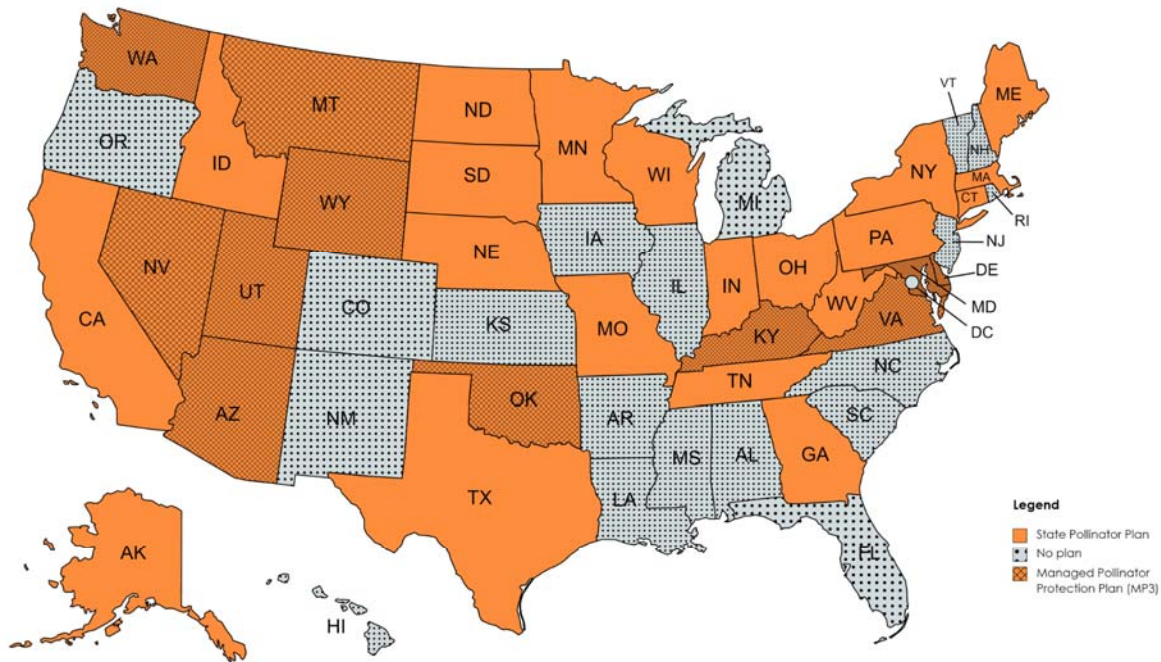 WA
MT
ND
MN
VT
ME
OR
ID
SD
WI
NH
NY
MA
WY
MI
CT
RI
IA
PA
NJ
NE
NV
UT
IL
IN
OH
DE
CO
WV
MD
CA
KS
MO
KY
VA
DC
NC
TN
OK
AZ
NM
AR
SC
MS
AL
GA
TX
LA
Legend
State Pollinator Plan
AK
FL
No plan
Managed Pollinator
Protection Plan (MP3)
HI